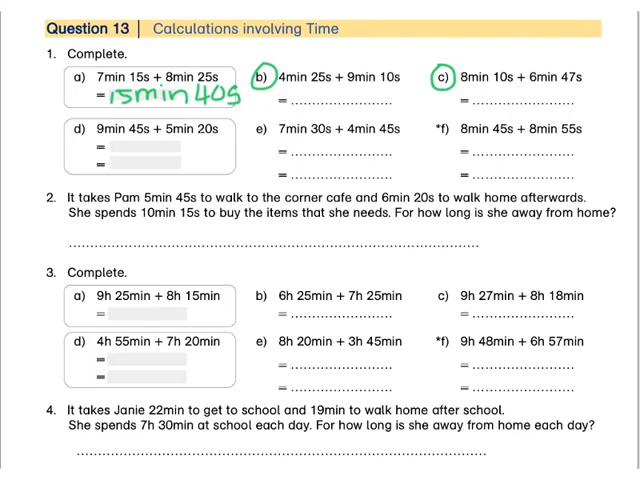 Question 13 | Calculations involving Time
1. Complete.
a) 7min 15s + 8min 25s b) 4min 25s + 9min 10s c) 8min 10s + 6min 47s
= 15min 40s = ........................ = ........................
d) 9min 45s + 5min 20s e) 7min 30s + 4min 45s *f) 8min 45s + 8min 55s
= = ........................ = ........................
= = ........................ = ........................
2. It takes Pam 5min 45s to walk to the corner cafe and 6min 20s to walk home afterwards.
She spends 10min 15s to buy the items that she needs. For how long is she away from home?
................................................................................................
3. Complete.
a) 9h 25min + 8h 15min b) 6h 25min + 7h 25min c) 9h 27min + 8h 18min
= = ........................ = ........................
d) 4h 55min + 7h 20min e) 8h 20min + 3h 45min *f) 9h 48min + 6h 57min
= = ........................ = ........................
= = ........................ = ........................
4. It takes Janie 22min to get to school and 19min to walk home after school.
She spends 7h 30min at school each day. For how long is she away from home each day?
................................................................................................